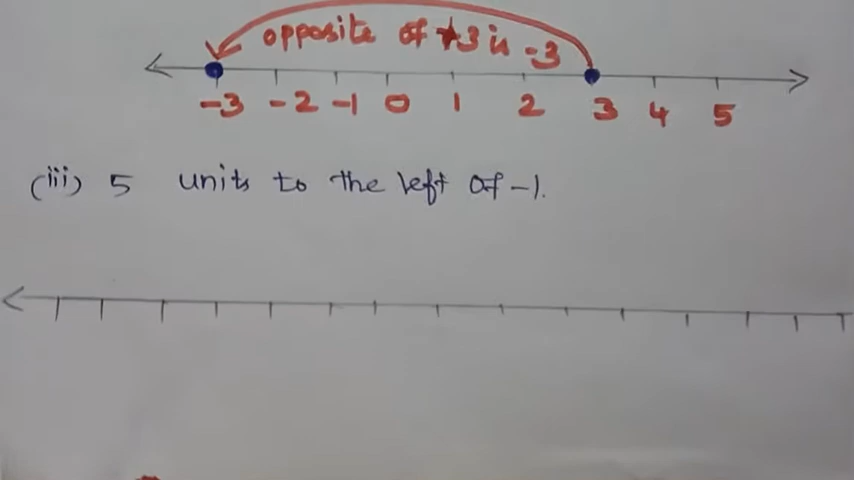 opposite of +3 is -3
-3 -2 -1 0 1 2 3 4 5
(iii) 5 units to the left of -1.